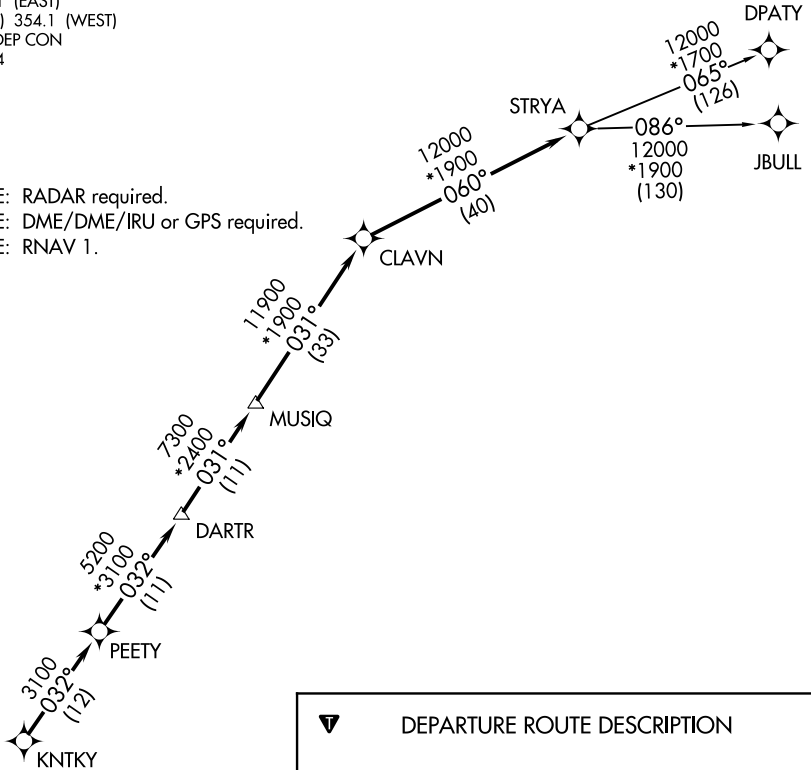 (EAST)
) 354.1 (WEST)
DEP CON
4
DPATY
12000
*1700
065°
(126)
STRYA
086°
12000
*1900
(130)
JBULL
12000
*1900
060°
(40)
E: RADAR required.
E: DME/DME/IRU or GPS required.
E: RNAV 1.
CLAVN
11900
*1900
031°
(33)
MUSIQ
7300
*2400
031°
(11)
DARTR
5200
*3100
032°
(11)
PEETY
3100
032°
(12)
KNTKY
T DEPARTURE ROUTE DESCRIPTION